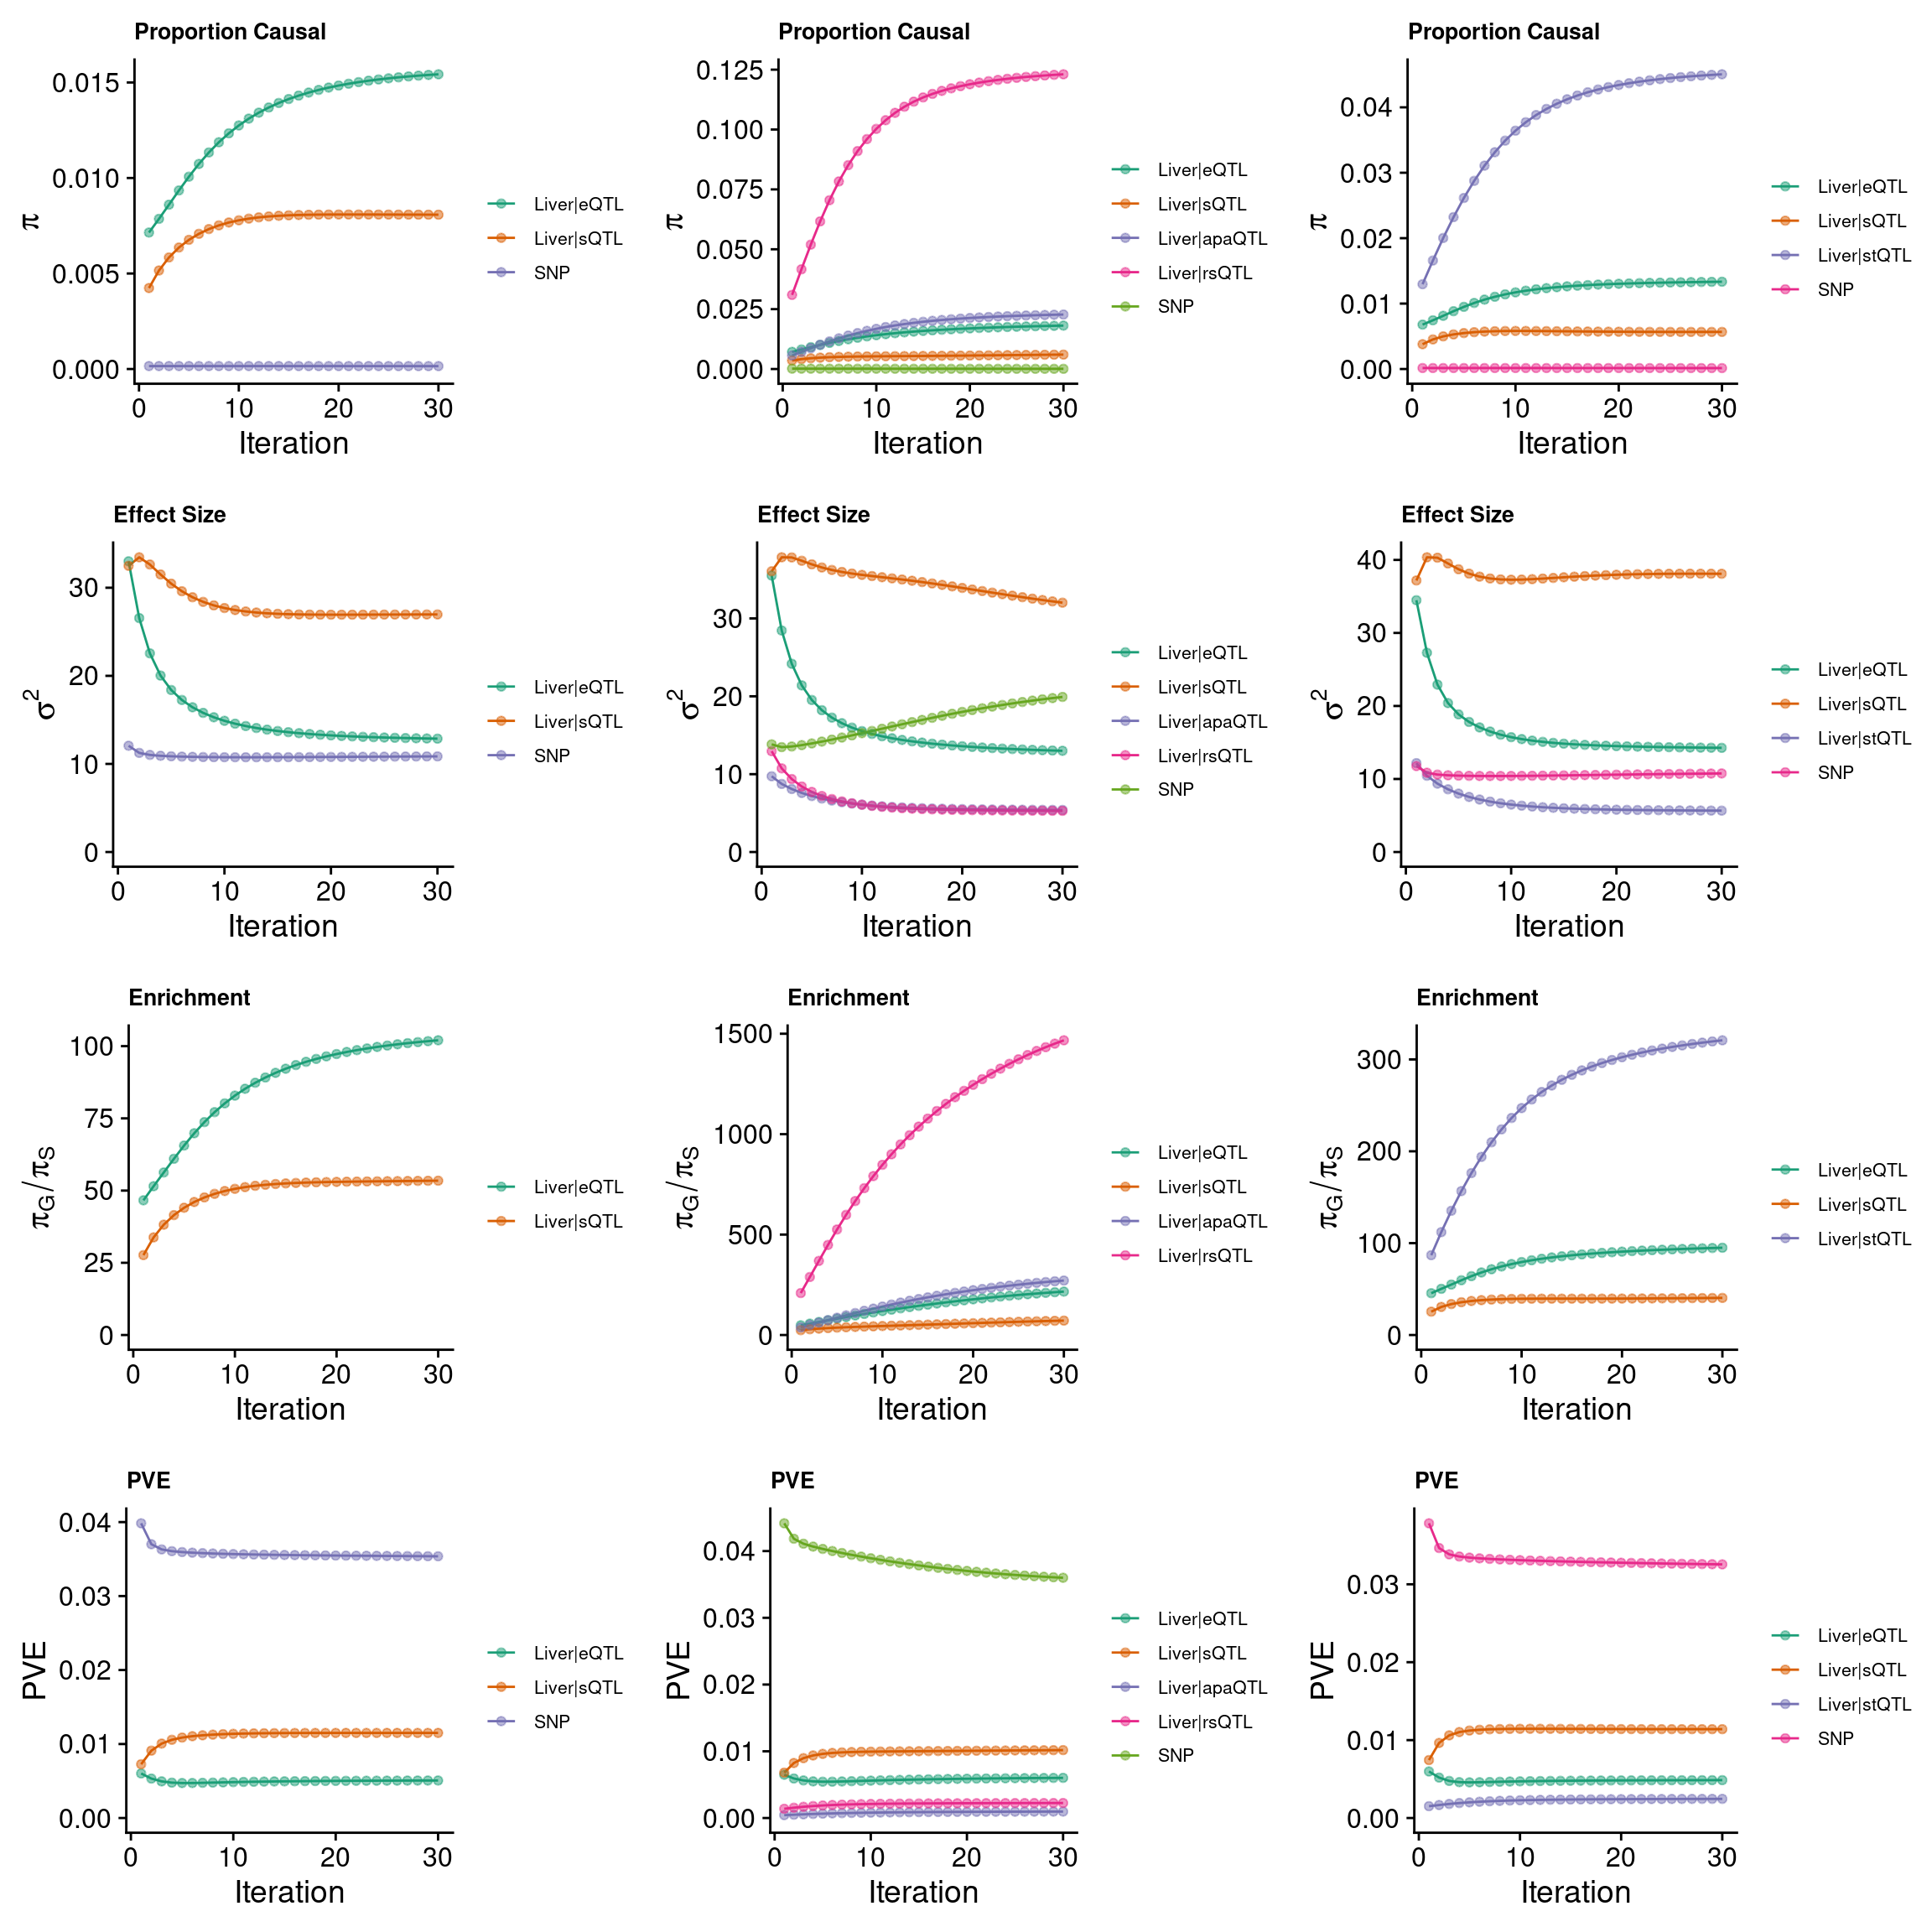 Proportion Causal
π
0.015
0.010
0.005
0.000
0 10 20 30
Iteration
Liver|eQTL
Liver|sQTL
SNP
Proportion Causal
π
0.125
0.100
0.075
0.050
0.025
0.000
0 10 20 30
Iteration
Liver|eQTL
Liver|sQTL
Liver|apaQTL
Liver|rsQTL
SNP
Proportion Causal
π
0.04
0.03
0.02
0.01
0.00
0 10 20 30
Iteration
Liver|eQTL
Liver|sQTL
Liver|stQTL
SNP
Effect Size
σ²
30
20
10
0
0 10 20 30
Iteration
Liver|eQTL
Liver|sQTL
SNP
Effect Size
σ²
30
20
10
0
0 10 20 30
Iteration
Liver|eQTL
Liver|sQTL
Liver|apaQTL
Liver|rsQTL
SNP
Effect Size
σ²
40
30
20
10
0
0 10 20 30
Iteration
Liver|eQTL
Liver|sQTL
Liver|stQTL
SNP
Enrichment
πG/πS
100
75
50
25
0
0 10 20 30
Iteration
Liver|eQTL
Liver|sQTL
Enrichment
πG/πS
1500
1000
500
0
0 10 20 30
Iteration
Liver|eQTL
Liver|sQTL
Liver|apaQTL
Liver|rsQTL
Enrichment
πG/πS
300
200
100
0
0 10 20 30
Iteration
Liver|eQTL
Liver|sQTL
Liver|stQTL
PVE
PVE
0.04
0.03
0.02
0.01
0.00
0 10 20 30
Iteration
Liver|eQTL
Liver|sQTL
SNP
PVE
PVE
0.04
0.03
0.02
0.01
0.00
0 10 20 30
Iteration
Liver|eQTL
Liver|sQTL
Liver|apaQTL
Liver|rsQTL
SNP
PVE
PVE
0.03
0.02
0.01
0.00
0 10 20 30
Iteration
Liver|eQTL
Liver|sQTL
Liver|stQTL
SNP